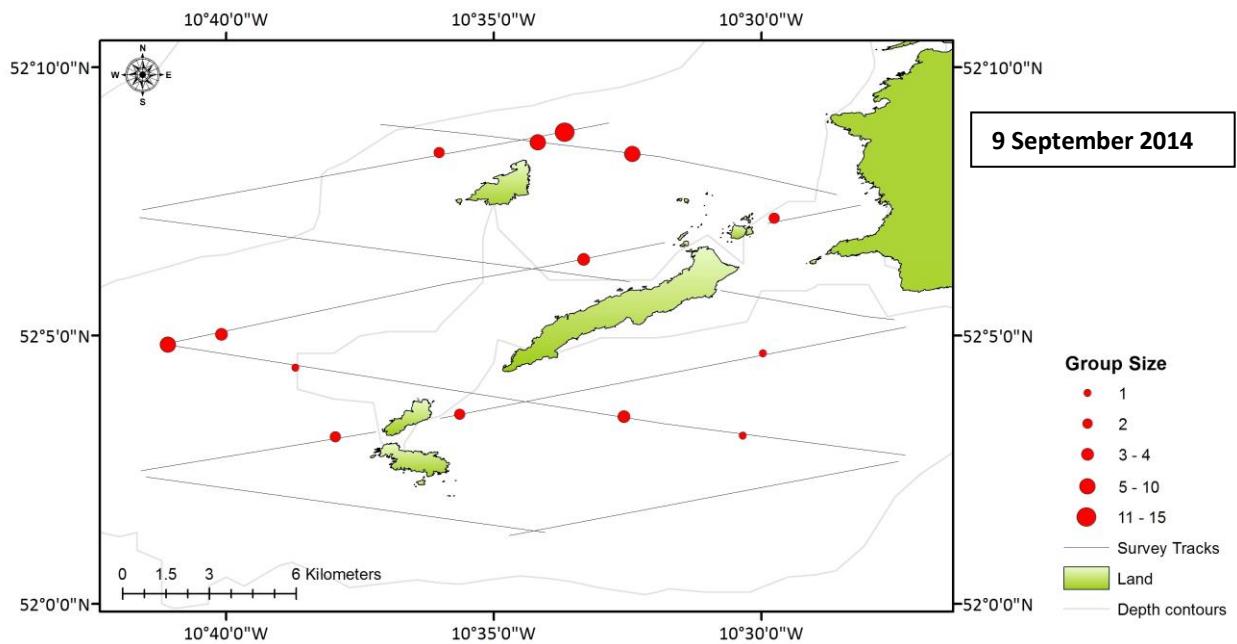 10°40'0"W 10°35'0"W 10°30'0"W
52°10'0"N 52°10'0"N
N
W E
S
9 September 2014
52°5'0"N 52°5'0"N
Group Size
1
2
3 - 4
5 - 10
11 - 15
Survey Tracks
Land
Depth contours
0 1.5 3 6 Kilometers
52°0'0"N 52°0'0"N
10°40'0"W 10°35'0"W 10°30'0"W